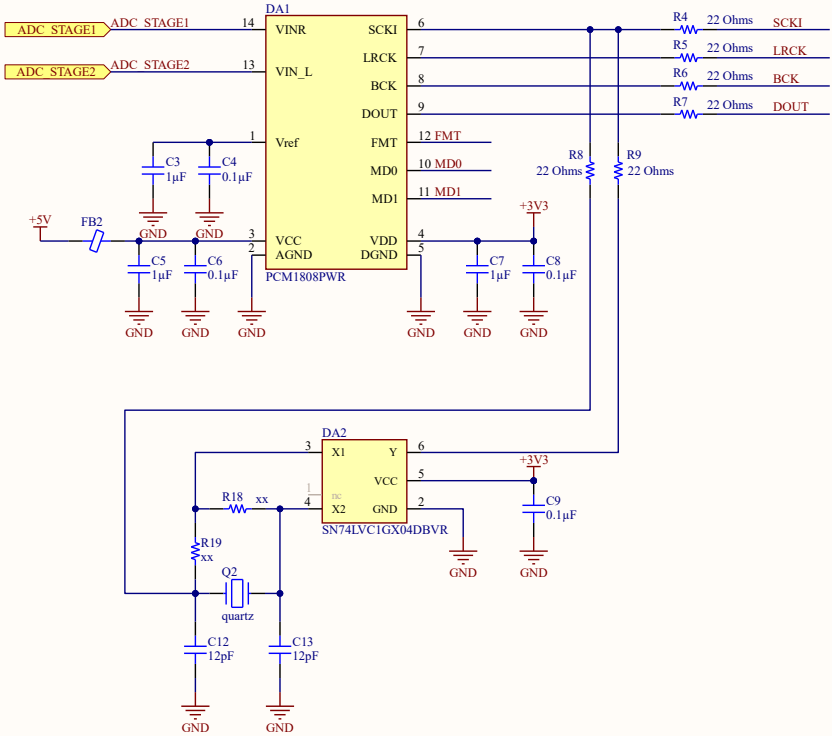 DA1
ADC_STAGE1 ADC_STAGE1 14 VINR SCKI 6 R4 22 Ohms SCKI
LRCK 7 R5 22 Ohms LRCK
ADC_STAGE2 ADC_STAGE2 13 VIN_L BCK 8 R6 22 Ohms BCK
DOUT 9 R7 22 Ohms DOUT
1 Vref FMT 12 FMT
C3 1µF C4 0.1µF MD0 10 MD0 R8 22 Ohms R9 22 Ohms
MD1 11 MD1
GND GND
+5V FB2 3 VCC VDD 4 +3V3
2 AGND DGND 5
C5 1µF C6 0.1µF PCM1808PWR C7 1µF C8 0.1µF
GND GND GND GND GND GND
DA2
3 X1 Y 6
VCC 5 +3V3
1 nc
R18 xx 4 X2 GND 2 C9 0.1µF
SN74LVC1GX04DBVR
R19 xx
GND GND
Q2
quartz
C12 12pF C13 12pF
GND GND